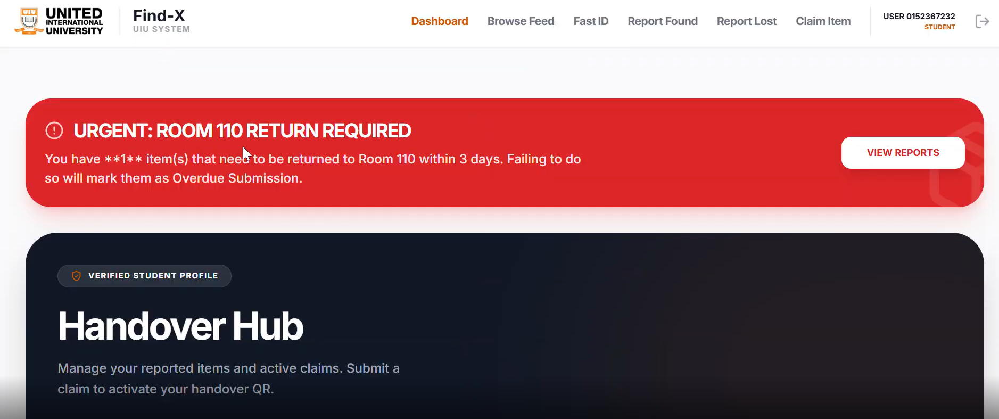 UNITED
INTERNATIONAL
UNIVERSITY
Find-X
UIU SYSTEM
Dashboard
Browse Feed
Fast ID
Report Found
Report Lost
Claim Item
USER 0152367232
STUDENT
URGENT: ROOM 110 RETURN REQUIRED
You have **1** item(s) that need to be returned to Room 110 within 3 days. Failing to do
so will mark them as Overdue Submission.
VIEW REPORTS
VERIFIED STUDENT PROFILE
Handover Hub
Manage your reported items and active claims. Submit a
claim to activate your handover QR.